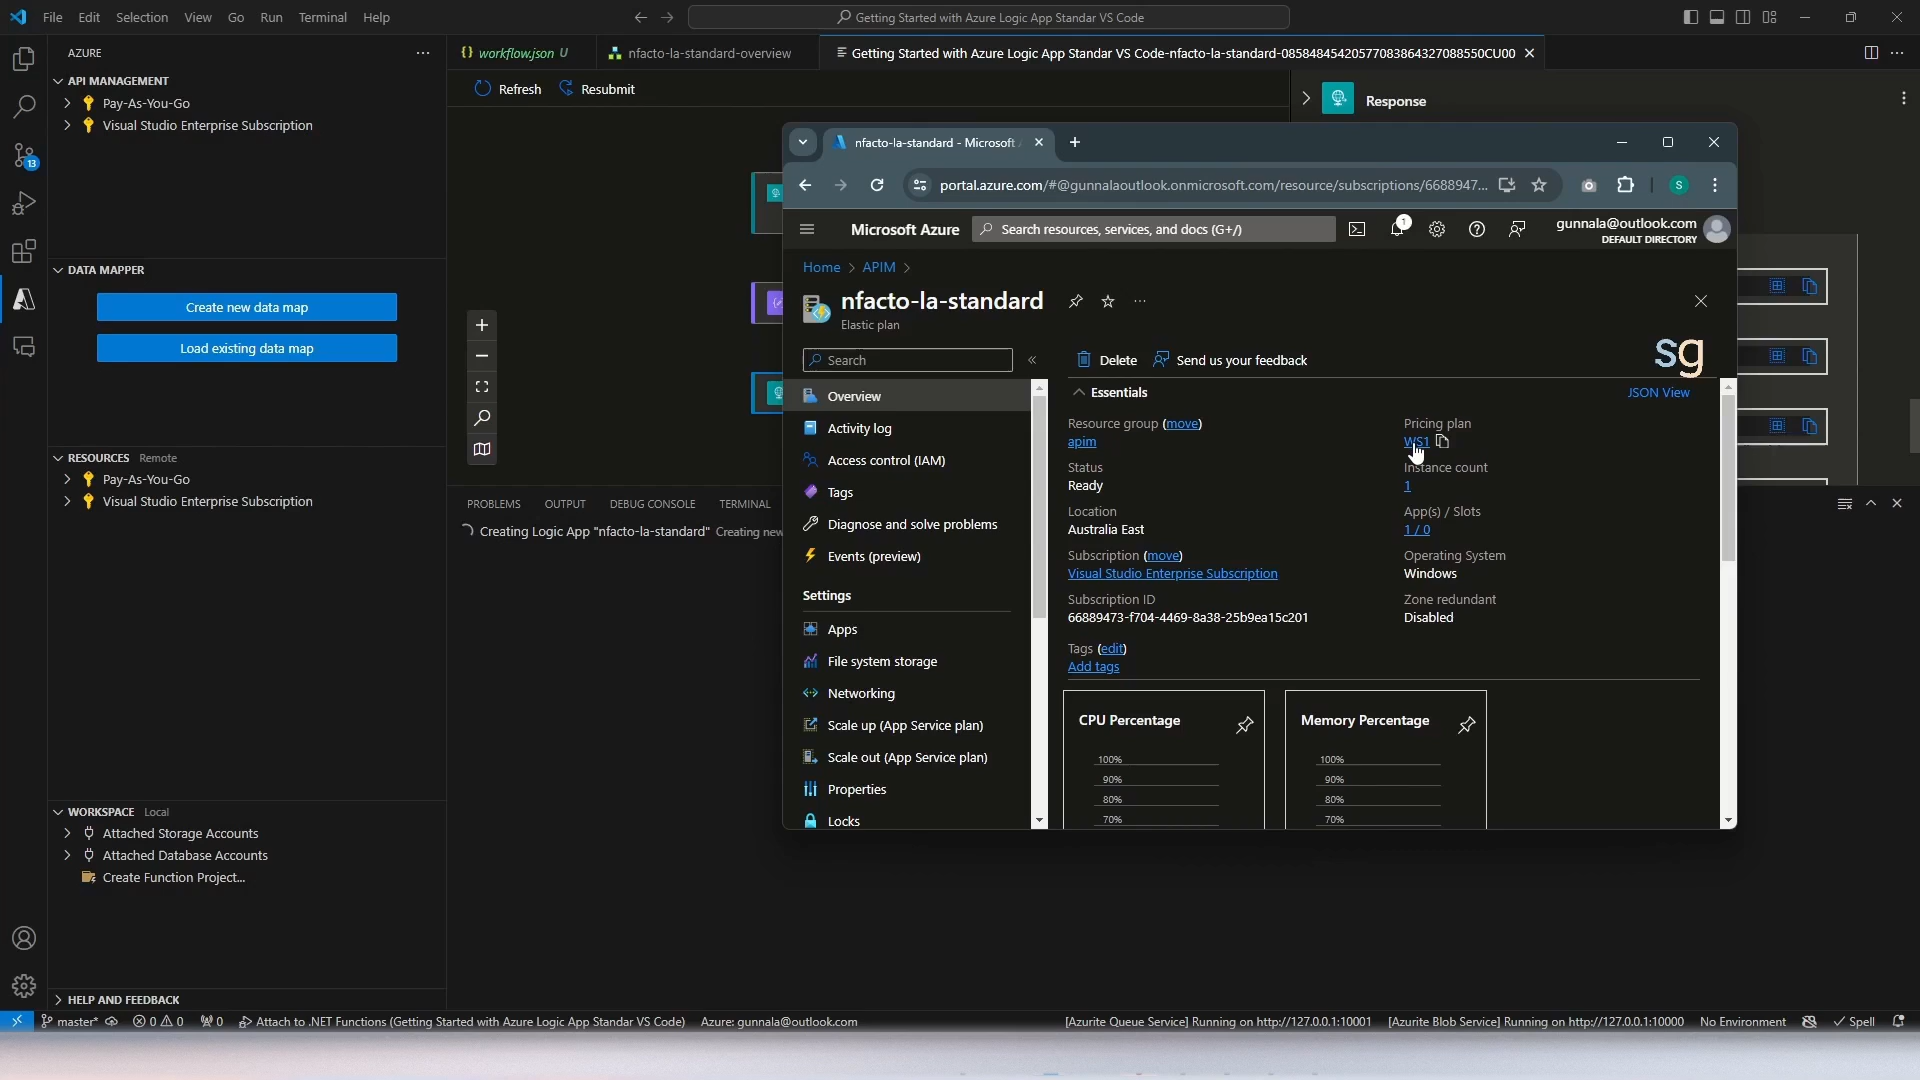 File Edit Selection View Go Run Terminal Help
Getting Started with Azure Logic App Standar VS Code
AZURE
API MANAGEMENT
Pay-As-You-Go
Visual Studio Enterprise Subscription
DATA MAPPER
Create new data map
Load existing data map
RESOURCES Remote
Pay-As-You-Go
Visual Studio Enterprise Subscription
WORKSPACE Local
Attached Storage Accounts
Attached Database Accounts
Create Function Project...
HELP AND FEEDBACK
13
workflow.json U
nfacto-la-standard-overview
Getting Started with Azure Logic App Standar VS Code-nfacto-la-standard-08584845420577083864327088550CU00
Refresh Resubmit
Response
PROBLEMS OUTPUT DEBUG CONSOLE TERMINAL
Creating Logic App "nfacto-la-standard" Creating new
nfacto-la-standard - Microsoft
portal.azure.com/#@gunnalaoutlook.onmicrosoft.com/resource/subscriptions/6688947...
S
Microsoft Azure
Search resources, services, and docs (G+/)
1
gunnala@outlook.com
DEFAULT DIRECTORY
Home > APIM >
nfacto-la-standard
Elastic plan
Search
Delete Send us your feedback
sg
Overview
Activity log
Access control (IAM)
Tags
Diagnose and solve problems
Events (preview)
Settings
Apps
File system storage
Networking
Scale up (App Service plan)
Scale out (App Service plan)
Properties
Locks
Essentials
JSON View
Resource group (move)
apim
Status
Ready
Location
Australia East
Subscription (move)
Visual Studio Enterprise Subscription
Subscription ID
66889473-f704-4469-8a38-25b9ea15c201
Tags (edit)
Add tags
Pricing plan
WS1
Instance count
1
App(s) / Slots
1 / 0
Operating System
Windows
Zone redundant
Disabled
CPU Percentage
100%
90%
80%
70%
Memory Percentage
100%
90%
80%
70%
master* 0 0 0 Attach to .NET Functions (Getting Started with Azure Logic App Standar VS Code) Azure: gunnala@outlook.com
[Azurite Queue Service] Running on http://127.0.0.1:10001 [Azurite Blob Service] Running on http://127.0.0.1:10000 No Environment Spell